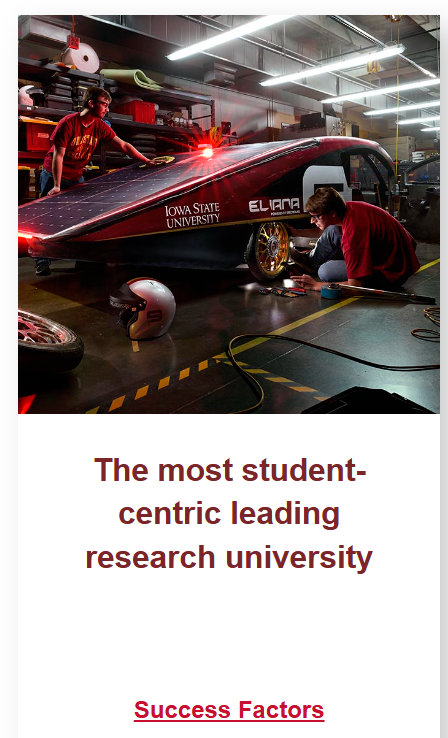 IOWA STATE
UNIVERSITY
ELIANA
The most student-
centric leading
research university
Success Factors